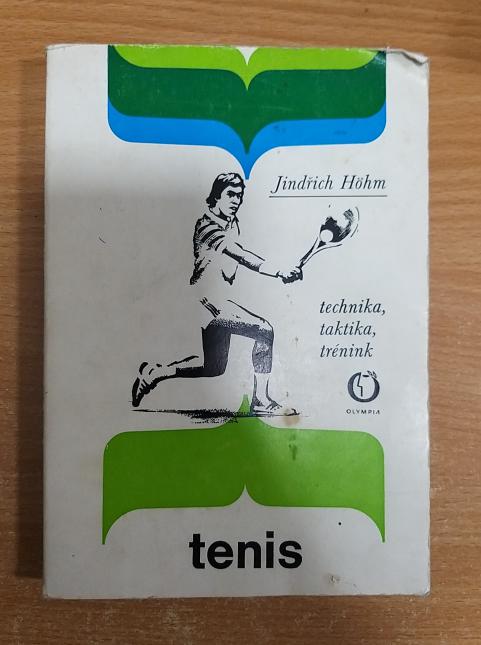 Jindřich Höhm
technika,
taktika,
trénink
OLYMPIA
tenis